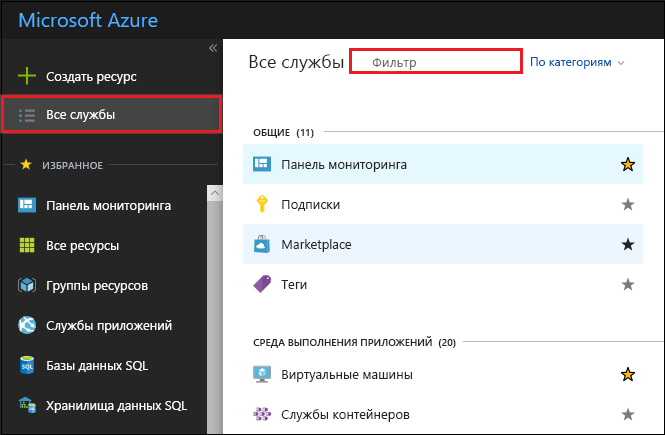 Microsoft Azure
«
Создать ресурс
Все службы
ИЗБРАННОЕ
Панель мониторинга
Все ресурсы
Группы ресурсов
Службы приложений
Базы данных SQL
Хранилища данных SQL
Все службы
Фильтр
По категориям
ОБЩИЕ (11)
Панель мониторинга
Подписки
Marketplace
Теги
СРЕДА ВЫПОЛНЕНИЯ ПРИЛОЖЕНИЙ (20)
Виртуальные машины
Службы контейнеров